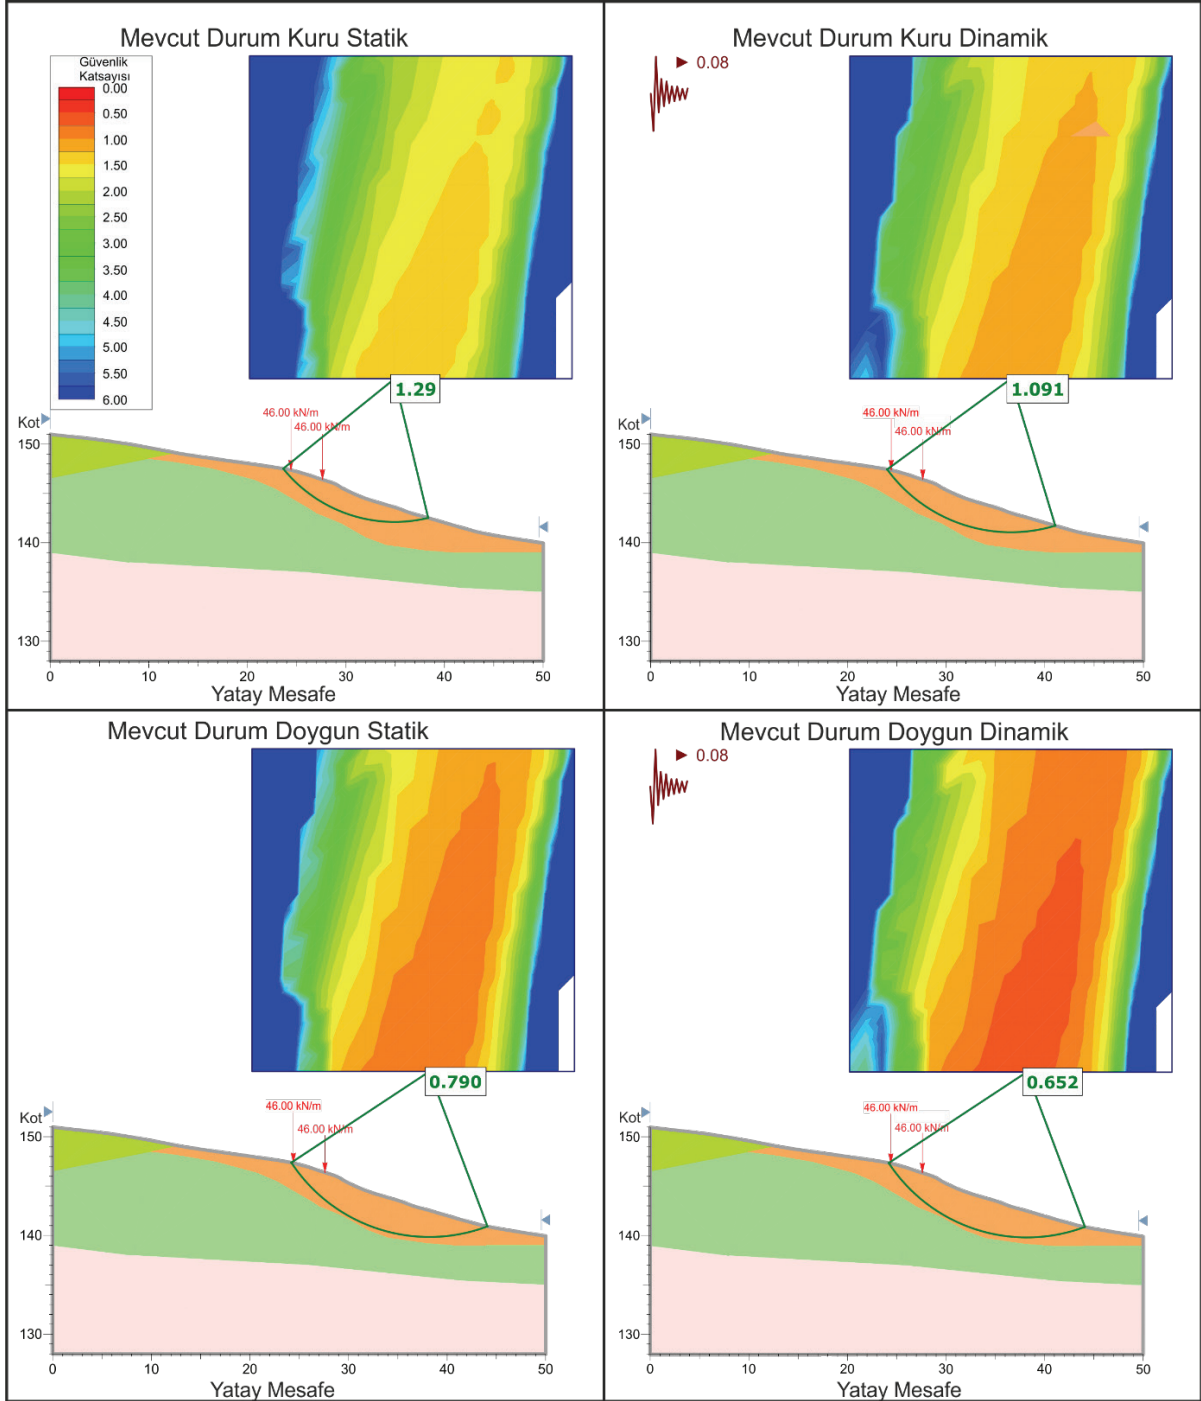 Mevcut Durum Kuru Statik
Güvenlik
Katsayısı
0.00
0.50
1.00
1.50
2.00
2.50
3.00
3.50
4.00
4.50
5.00
5.50
6.00
1.29
46.00 kN/m
46.00 kN/m
Kot
150
140
130
0 10 20 30 40 50
Yatay Mesafe
Mevcut Durum Kuru Dinamik
0.08
1.091
46.00 kN/m
46.00 kN/m
Kot
150
140
130
0 10 20 30 40 50
Yatay Mesafe
Mevcut Durum Doygun Statik
0.790
46.00 kN/m
46.00 kN/m
Kot
150
140
130
0 10 20 30 40 50
Yatay Mesafe
Mevcut Durum Doygun Dinamik
0.08
0.652
46.00 kN/m
46.00 kN/m
Kot
150
140
130
0 10 20 30 40 50
Yatay Mesafe